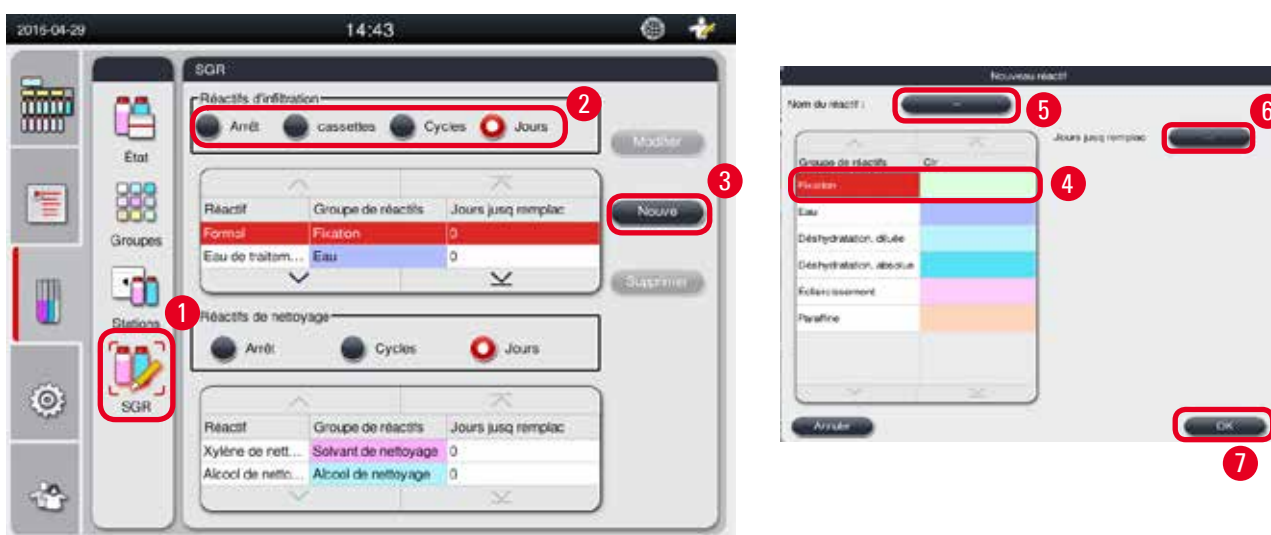 2016-04-29 14:43
SGR
Réactifs d'infiltration
2
Arrêt cassettes Cycles Jours
Modifier
État
3
Réactif Groupe de réactifs Jours jusq remplac
Nouve
Formol Fixation 0
Groupes
Eau de traitem... Eau 0
Supprimer
1
Stations
Réactifs de nettoyage
Arrêt Cycles Jours
SGR
Réactif Groupe de réactifs Jours jusq remplac
Xylène de nett... Solvant de nettoyage 0
Alcool de netto... Alcool de nettoyage 0
Nouveau réactif
Nom du réactif :
--
5
6
Jours jusq remplac
--
Groupe de réactifs Clr
Fixation
4
Eau
Déshydratation, diluée
Déshydratation, absolue
Éclaircissement
Paraffine
Annuler
OK
7